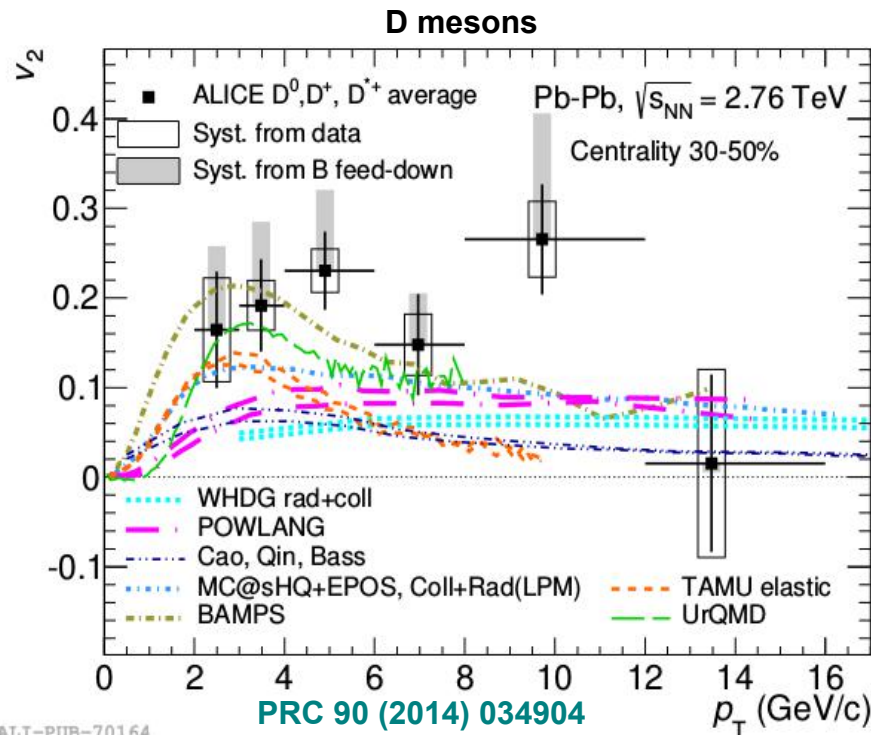 D mesons
v₂
ALICE D⁰,D⁺, D*⁺ average
Syst. from data
Syst. from B feed-down
Pb-Pb, √sNN = 2.76 TeV
Centrality 30-50%
0.4
0.3
0.2
0.1
0
-0.1
WHDG rad+coll
POWLANG
Cao, Qin, Bass
MC@sHQ+EPOS, Coll+Rad(LPM)
BAMPS
TAMU elastic
UrQMD
0 2 4 6 8 10 12 14 16
PRC 90 (2014) 034904
pT (GeV/c)
ALI-PUB-70164